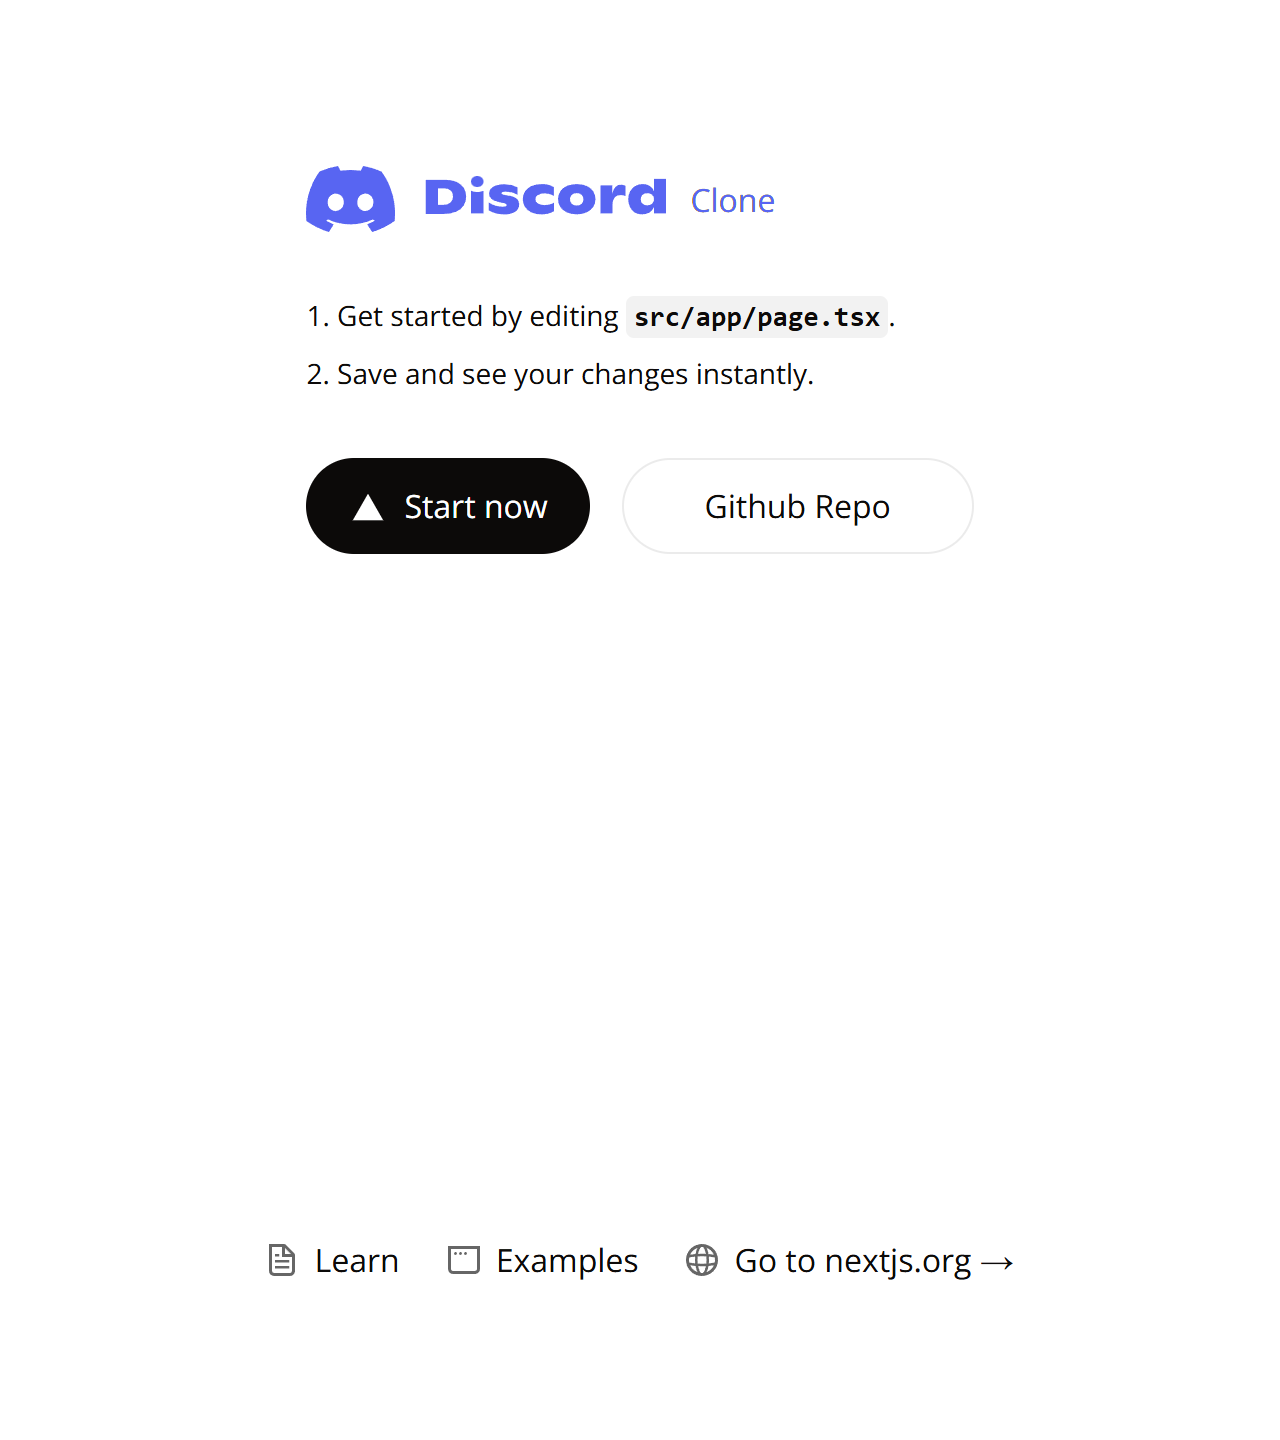 Discord Clone
1. Get started by editing src/app/page.tsx.
2. Save and see your changes instantly.
Start now
Github Repo
Learn
Examples
Go to nextjs.org →